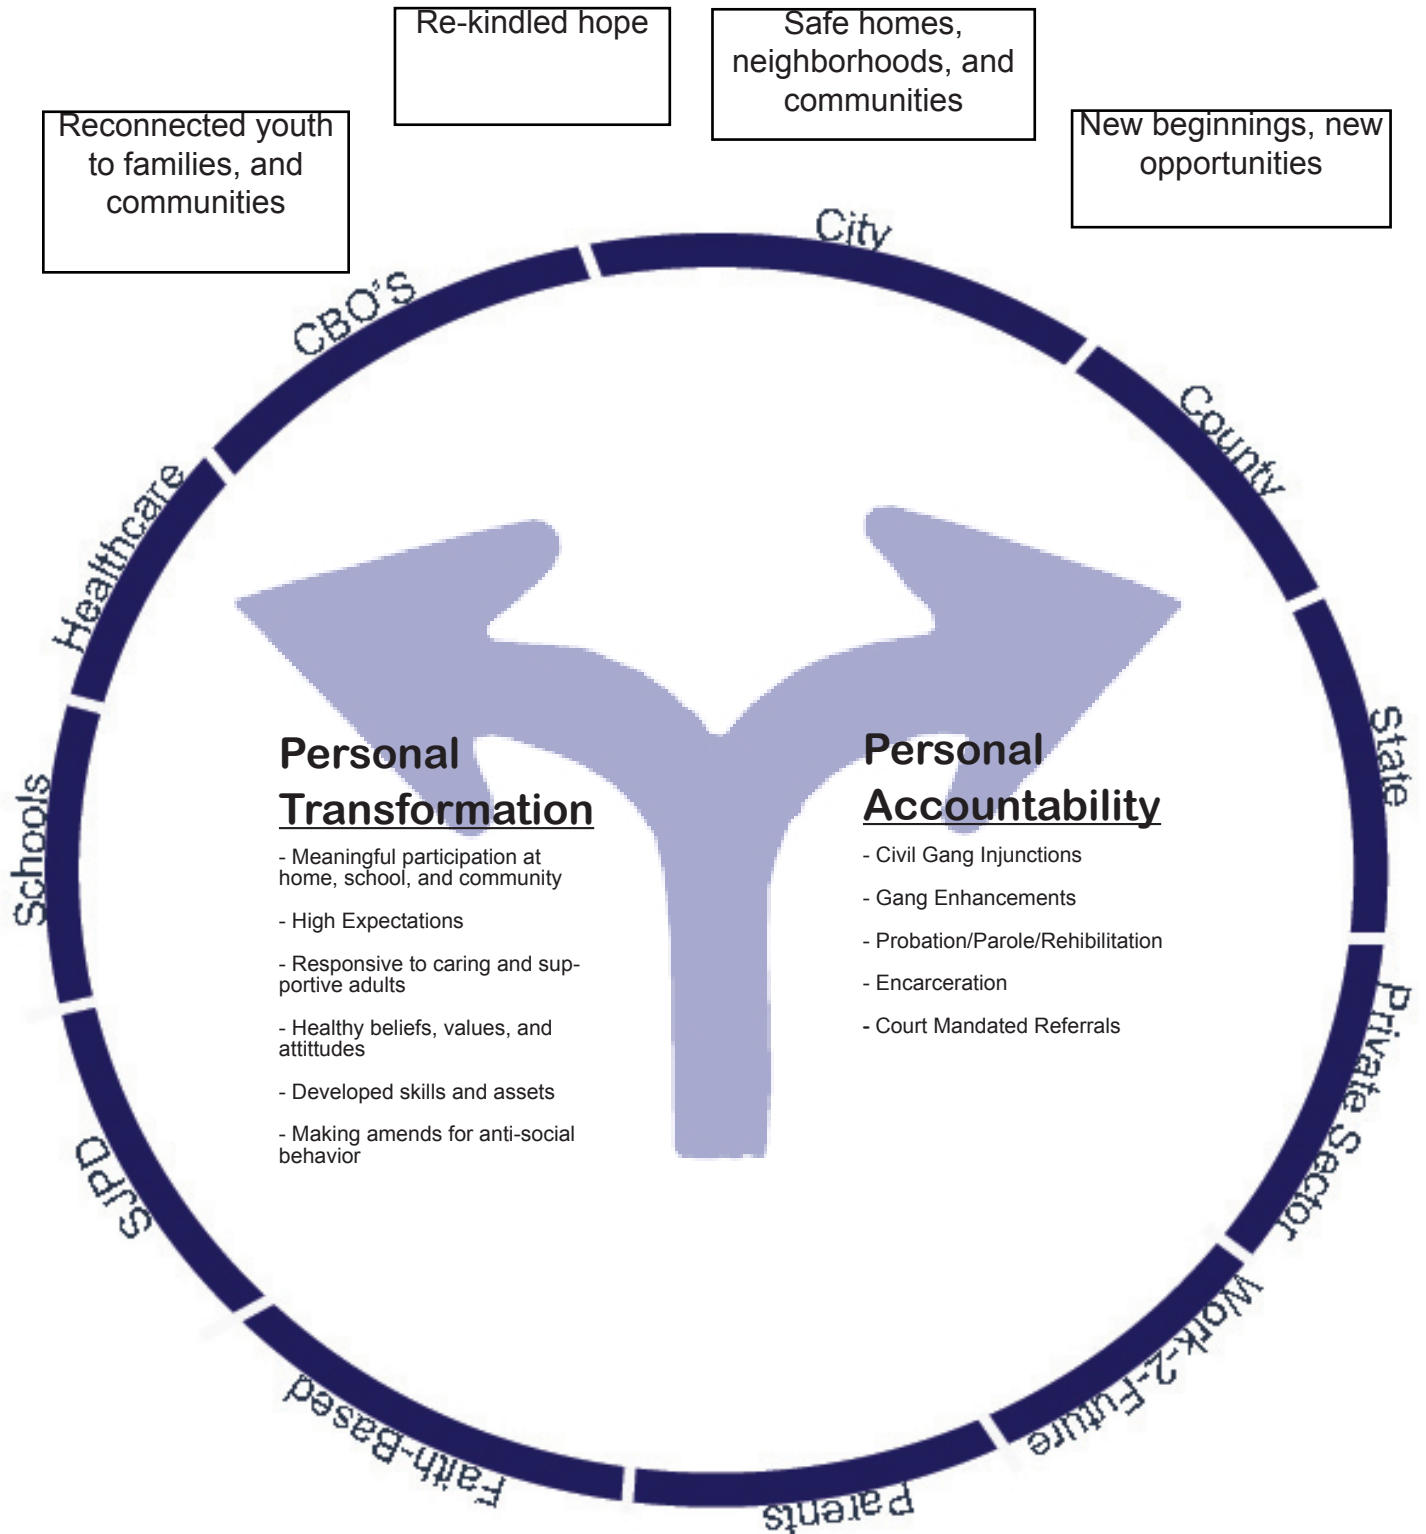 Re-kindled hope
Safe homes,
neighborhoods, and
communities
Reconnected youth
to families, and
communities
New beginnings, new
opportunities
City
CBO'S
County
Healthcare
State
Schools
Private Sector
SJPD
Work-2-Future
Faith-Based
Parents
Personal
Transformation
- Meaningful participation at
home, school, and community
- High Expectations
- Responsive to caring and sup-
portive adults
- Healthy beliefs, values, and
attittudes
- Developed skills and assets
- Making amends for anti-social
behavior
Personal
Accountability
- Civil Gang Injunctions
- Gang Enhancements
- Probation/Parole/Rehibilitation
- Encarceration
- Court Mandated Referrals